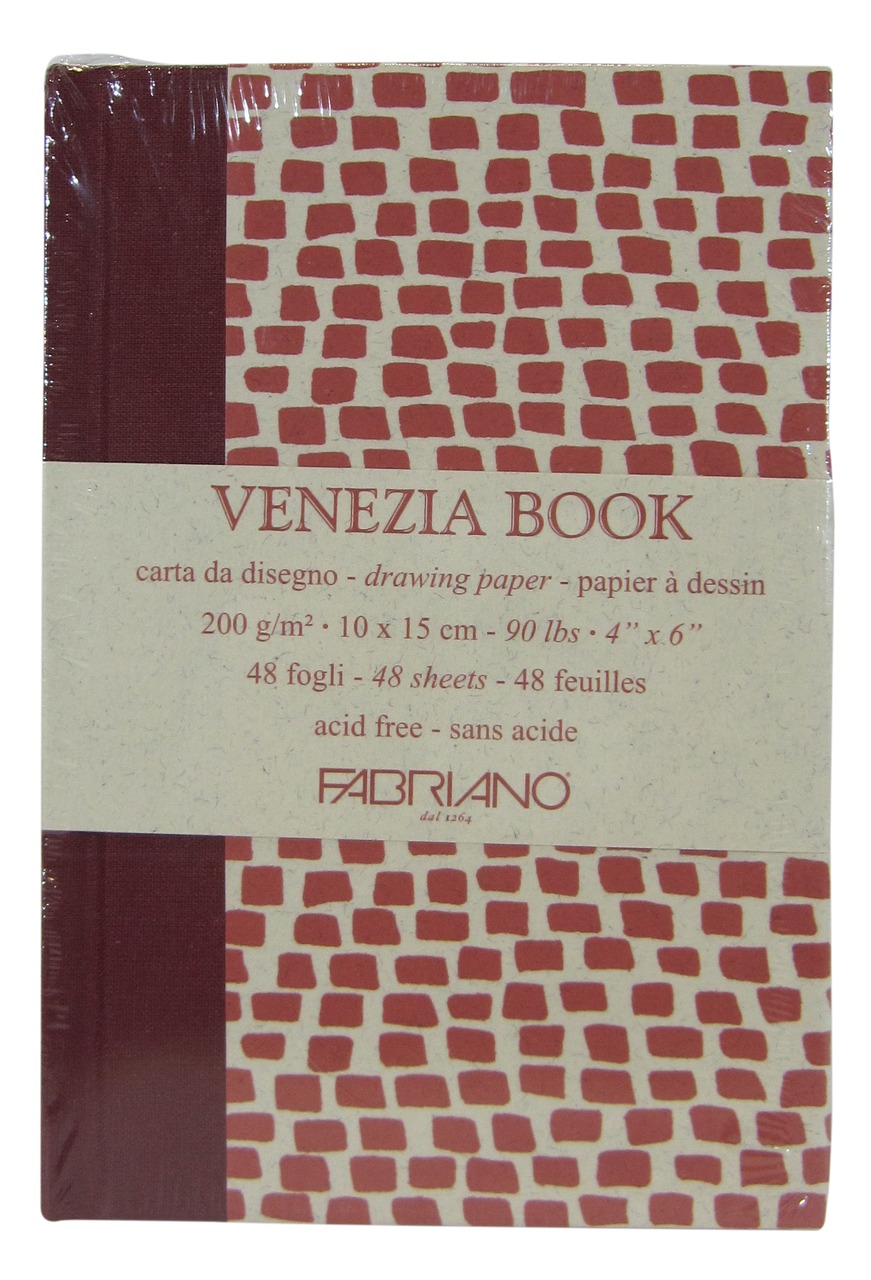 VENEZIA BOOK
carta da disegno - drawing paper - papier à dessin
200 g/m² · 10 x 15 cm - 90 lbs · 4” x 6”
48 fogli - 48 sheets - 48 feuilles
acid free - sans acide
FABRIANO®
dal 1264